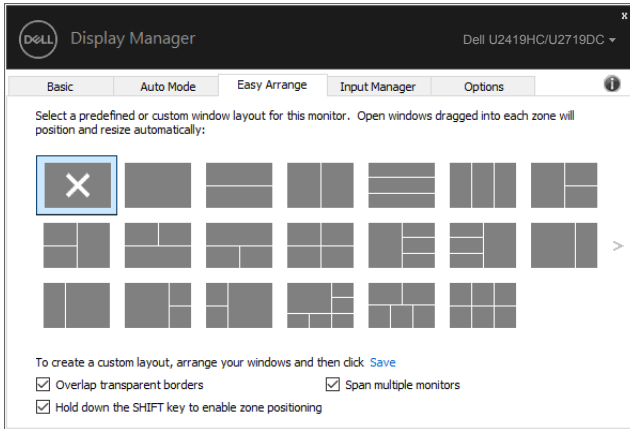 x
DELL Display Manager Dell U2419HC/U2719DC
Basic Auto Mode Easy Arrange Input Manager Options i
Select a predefined or custom window layout for this monitor. Open windows dragged into each zone will
position and resize automatically:
>
To create a custom layout, arrange your windows and then click Save
Overlap transparent borders Span multiple monitors
Hold down the SHIFT key to enable zone positioning